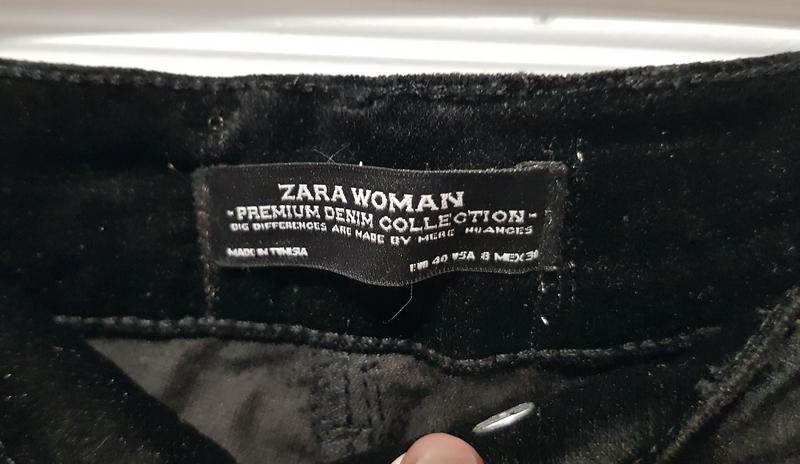 ZARA WOMAN
-PREMIUM DENIM COLLECTION-
BIG DIFFERENCES ARE MADE BY MERE NUANCES
MADE IN TUNISIA
EUR 40 USA 8 MEX 30